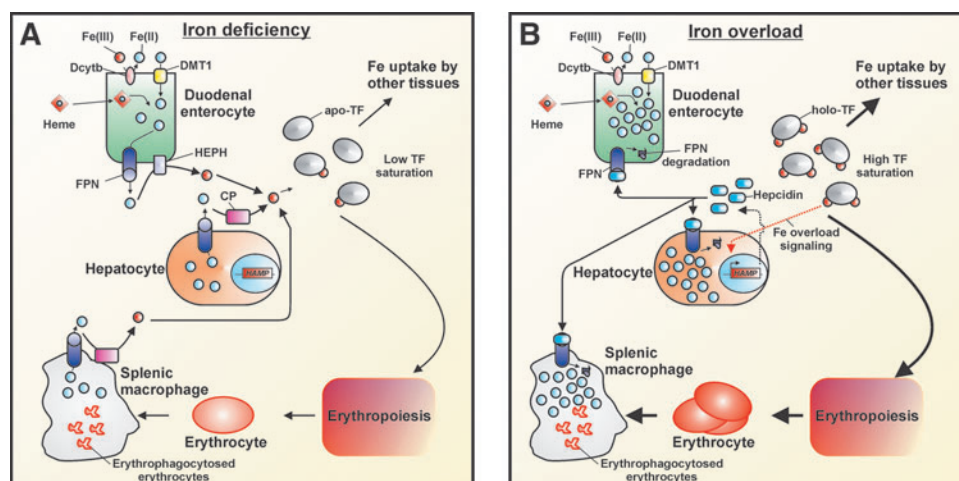 A
Iron deficiency
Fe(III)
Fe(II)
Dcytb
DMT1
Heme
Duodenal
enterocyte
FPN
HEPH
apo-TF
Fe uptake by
other tissues
Low TF
saturation
CP
Hepatocyte
HAMP
Splenic
macrophage
Erythrocyte
Erythropoiesis
Erythrophagocytosed
erythrocytes
B
Iron overload
Fe(III)
Fe(II)
Dcytb
DMT1
Heme
Duodenal
enterocyte
FPN
FPN
degradation
holo-TF
Fe uptake by
other tissues
High TF
saturation
Hepcidin
Fe overload
signaling
Hepatocyte
HAMP
Splenic
macrophage
Erythrocyte
Erythropoiesis
Erythrophagocytosed
erythrocytes